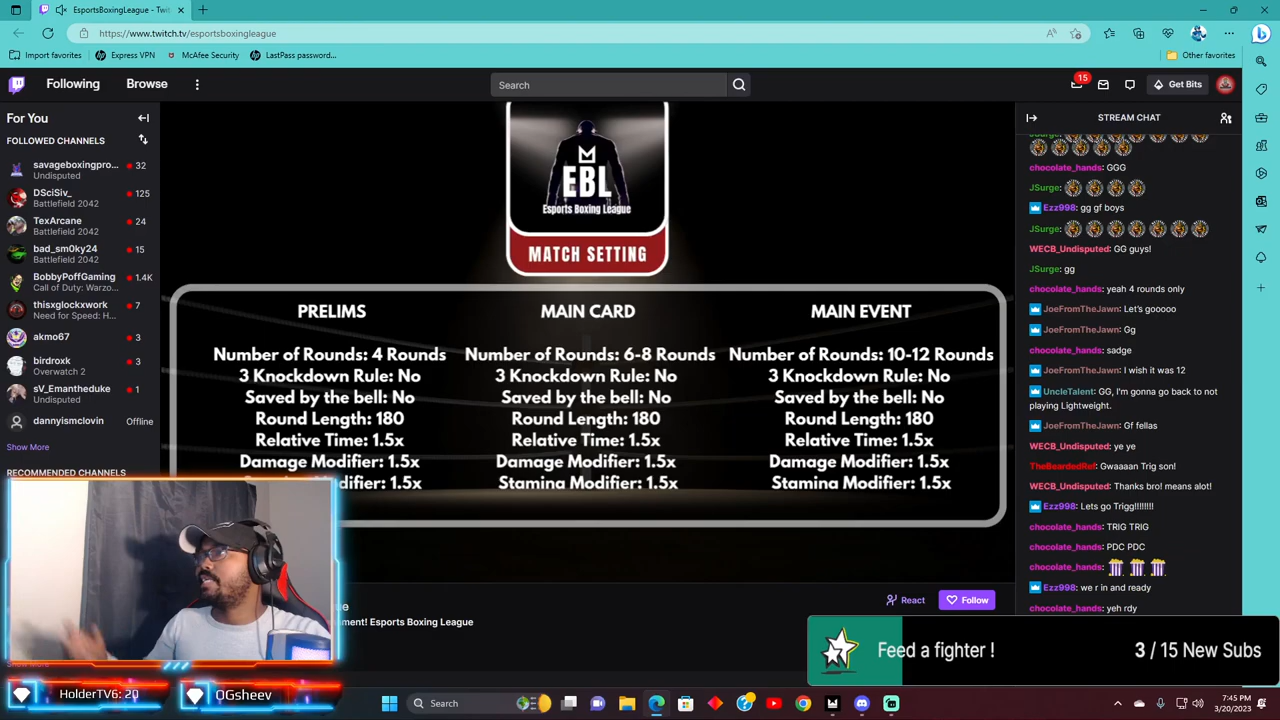 EsportsBoxingLeague - Twit
https://www.twitch.tv/esportsboxingleague
Import favorites
Express VPN
McAfee Security
LastPass password...
Other favorites
Following
Browse
Search
15
Get Bits
For You
FOLLOWED CHANNELS
savageboxingpro...
32
Undisputed
DSciSiv_
125
Battlefield 2042
TexArcane
24
Battlefield 2042
bad_sm0ky24
15
Battlefield 2042
BobbyPoffGaming
1.4K
Call of Duty: Warzo...
thisxglockxwork
7
Need for Speed: H...
akmo67
3
birdroxk
3
Overwatch 2
sV_Emantheduke
1
Undisputed
dannyismclovin
Offline
Show More
RECOMMENDED CHANNELS
EBL
Esports Boxing League
MATCH SETTING
PRELIMS
Number of Rounds: 4 Rounds
3 Knockdown Rule: No
Saved by the bell: No
Round Length: 180
Relative Time: 1.5x
Damage Modifier: 1.5x
Modifier: 1.5x
MAIN CARD
Number of Rounds: 6-8 Rounds
3 Knockdown Rule: No
Saved by the bell: No
Round Length: 180
Relative Time: 1.5x
Damage Modifier: 1.5x
Stamina Modifier: 1.5x
MAIN EVENT
Number of Rounds: 10-12 Rounds
3 Knockdown Rule: No
Saved by the bell: No
Round Length: 180
Relative Time: 1.5x
Damage Modifier: 1.5x
Stamina Modifier: 1.5x
React
Follow
ment! Esports Boxing League
STREAM CHAT
JSurge:
chocolate_hands: GGG
JSurge:
Ezz998: gg gf boys
JSurge:
WECB_Undisputed: GG guys!
JSurge: gg
chocolate_hands: yeah 4 rounds only
JoeFromTheJawn: Let's gooooo
JoeFromTheJawn: Gg
chocolate_hands: sadge
JoeFromTheJawn: I wish it was 12
UncleTalent: GG, I'm gonna go back to not
playing Lightweight.
JoeFromTheJawn: Gf fellas
WECB_Undisputed: ye ye
TheBeardedRef: Gwaaaan Trig son!
WECB_Undisputed: Thanks bro! means alot!
Ezz998: Lets go Trigg!!!!!!!!
chocolate_hands: TRIG TRIG
chocolate_hands: PDC PDC
chocolate_hands:
Ezz998: we r in and ready
chocolate_hands: yeh rdy
Feed a fighter !
3 / 15 New Subs
HolderTV6: 20
OGsheev
Search
7:45 PM
3/20/2023